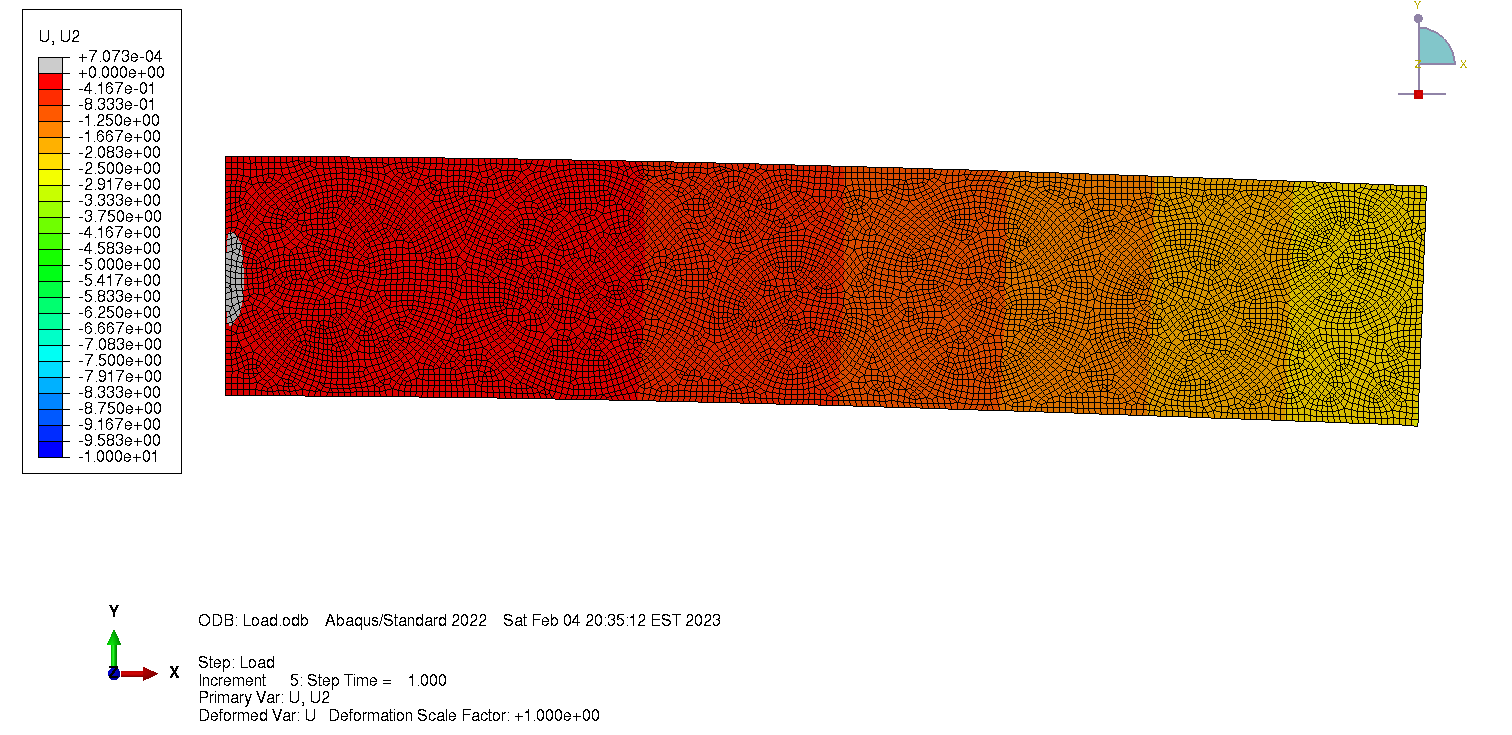 U, U2
+7.073e-04
+0.000e+00
-4.167e-01
-8.333e-01
-1.250e+00
-1.667e+00
-2.083e+00
-2.500e+00
-2.917e+00
-3.333e+00
-3.750e+00
-4.167e+00
-4.583e+00
-5.000e+00
-5.417e+00
-5.833e+00
-6.250e+00
-6.667e+00
-7.083e+00
-7.500e+00
-7.917e+00
-8.333e+00
-8.750e+00
-9.167e+00
-9.583e+00
-1.000e+01
Y
Z X
Y
Z X
ODB: Load.odb Abaqus/Standard 2022 Sat Feb 04 20:35:12 EST 2023
Step: Load
Increment 5: Step Time = 1.000
Primary Var: U, U2
Deformed Var: U Deformation Scale Factor: +1.000e+00